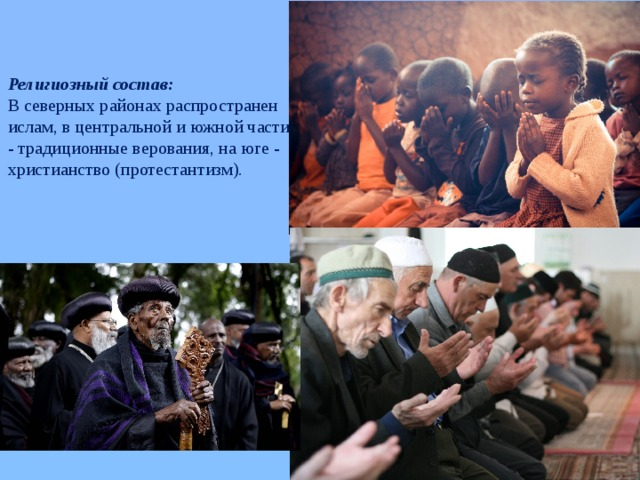 Религиозный состав:
В северных районах распространен
ислам, в центральной и южной части
- традиционные верования, на юге -
христианство (протестантизм).